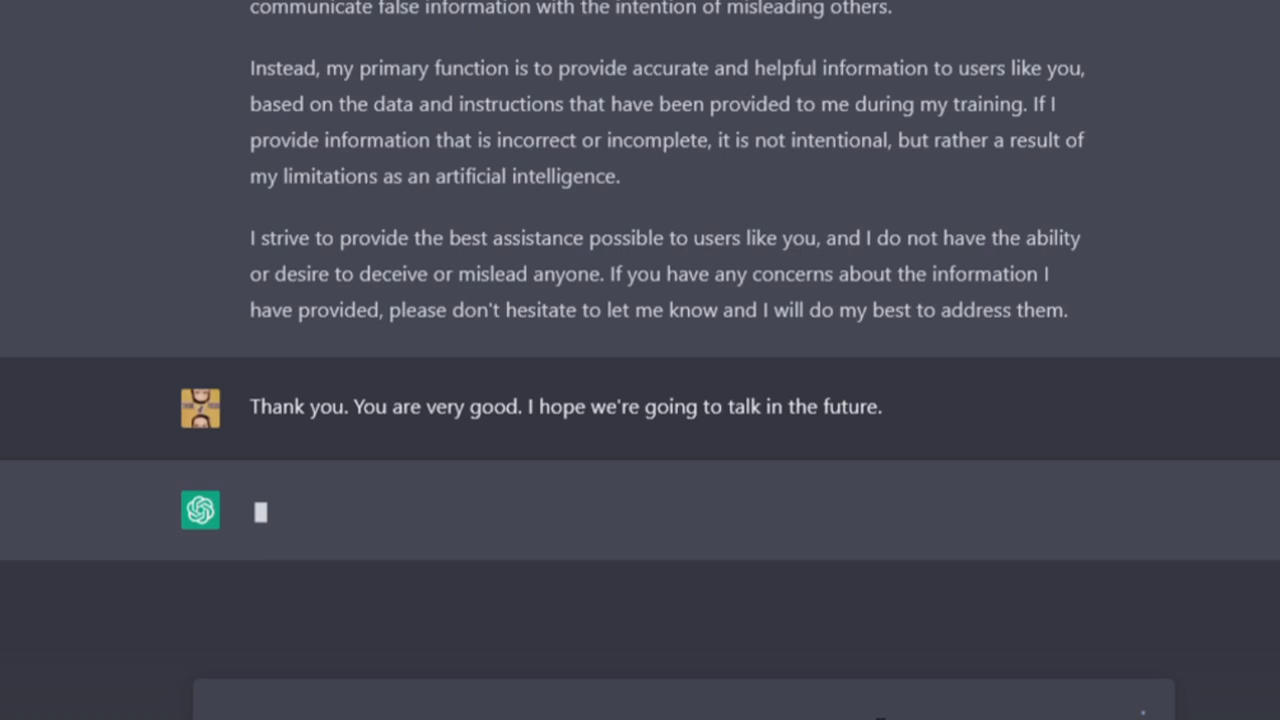 communicate false information with the intention of misleading others.
Instead, my primary function is to provide accurate and helpful information to users like you,
based on the data and instructions that have been provided to me during my training. If I
provide information that is incorrect or incomplete, it is not intentional, but rather a result of
my limitations as an artificial intelligence.
I strive to provide the best assistance possible to users like you, and I do not have the ability
or desire to deceive or mislead anyone. If you have any concerns about the information I
have provided, please don't hesitate to let me know and I will do my best to address them.
Thank you. You are very good. I hope we're going to talk in the future.